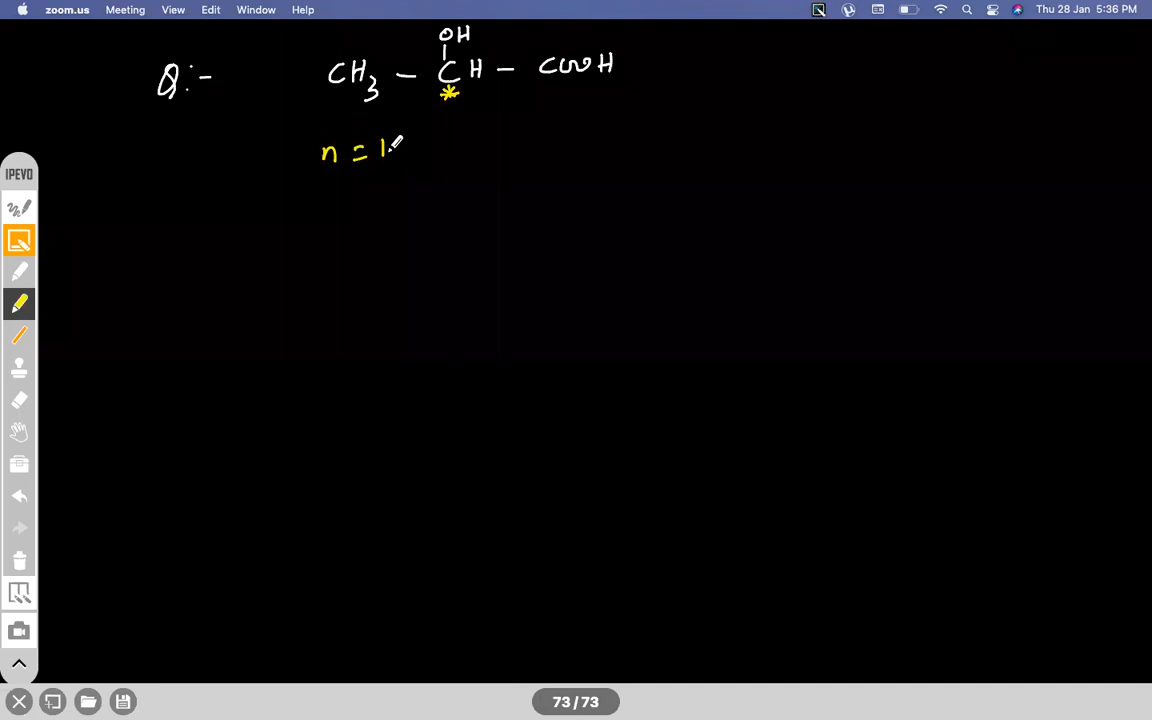 zoom.us Meeting View Edit Window Help Thu 28 Jan 5:36 PM
OH
Q:- CH3 - CH - COOH
*
n = 1
IPEVO
73 / 73